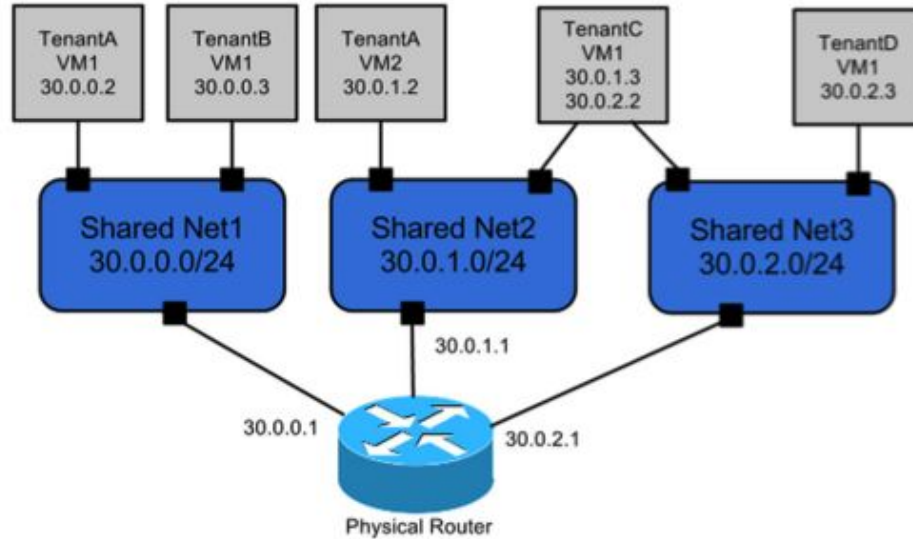 TenantA
VM1
30.0.0.2
TenantB
VM1
30.0.0.3
TenantA
VM2
30.0.1.2
TenantC
VM1
30.0.1.3
30.0.2.2
TenantD
VM1
30.0.2.3
Shared Net1
30.0.0.0/24
Shared Net2
30.0.1.0/24
Shared Net3
30.0.2.0/24
30.0.1.1
30.0.0.1
30.0.2.1
Physical Router